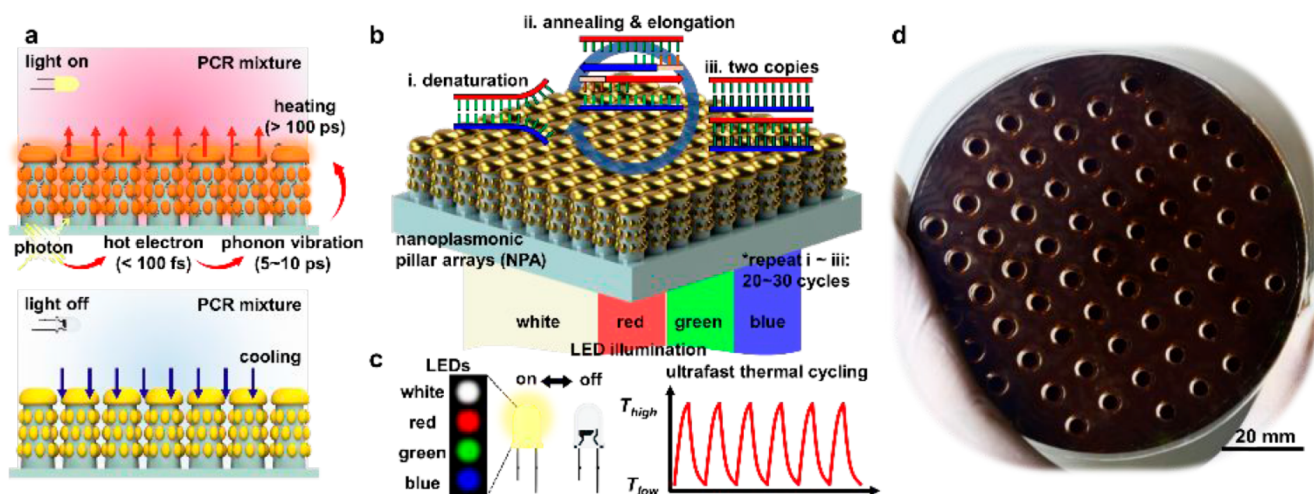 a
light on
PCR mixture
heating
(> 100 ps)
photon
hot electron
(< 100 fs)
phonon vibration
(5~10 ps)
light off
PCR mixture
cooling
b
ii. annealing & elongation
i. denaturation
iii. two copies
nanoplasmonic
pillar arrays (NPA)
*repeat i ~ iii:
20~30 cycles
white
red
green
blue
LED illumination
c
LEDs
white
red
green
blue
on
off
ultrafast thermal cycling
Thigh
Tlow
d
20 mm